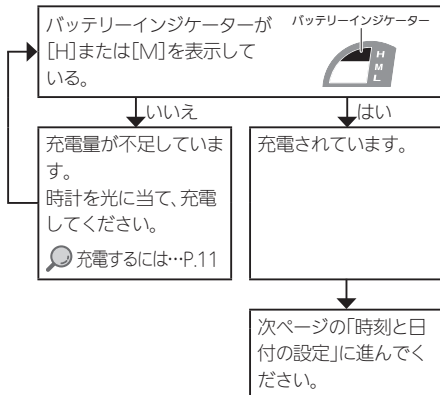 バッテリーインジケーターが
[H]または[M]を表示して
いる。
バッテリーインジケーター
H
M
L
いいえ
はい
充電量が不足していま
す。
時計を光に当て、充電
してください。
充電するには…P.11
充電されています。
次ページの「時刻と日
付の設定」に進んでく
ださい。